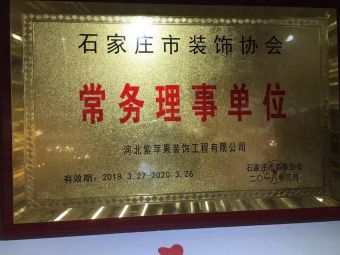 石家庄市装饰协会
常务理事单位
河北紫苹果装饰工程有限公司
有效期：2018.3.27-2020.3.26
石家庄市装饰协会
二〇一八年三月